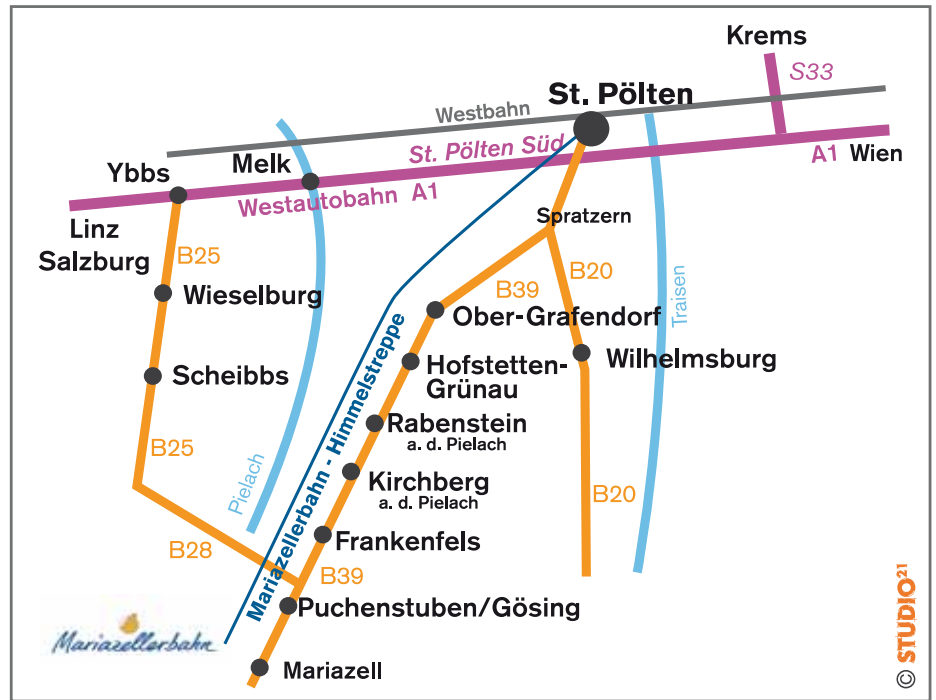 Krems
S33
St. Pölten
Westbahn
St. Pölten Süd
A1 Wien
Ybbs
Melk
Westautobahn A1
Linz
Salzburg
Spratzern
B25
B20
B39
Wieselburg
Ober-Grafendorf
Traisen
Scheibbs
Hofstetten-
Grünau
Wilhelmsburg
Rabenstein
a. d. Pielach
Mariazellerbahn - Himmelstreppe
B25
Pielach
Kirchberg
a. d. Pielach
B20
B28
Frankenfels
B39
Puchenstuben/Gösing
Mariazellerbahn
Mariazell
© STUDIO21